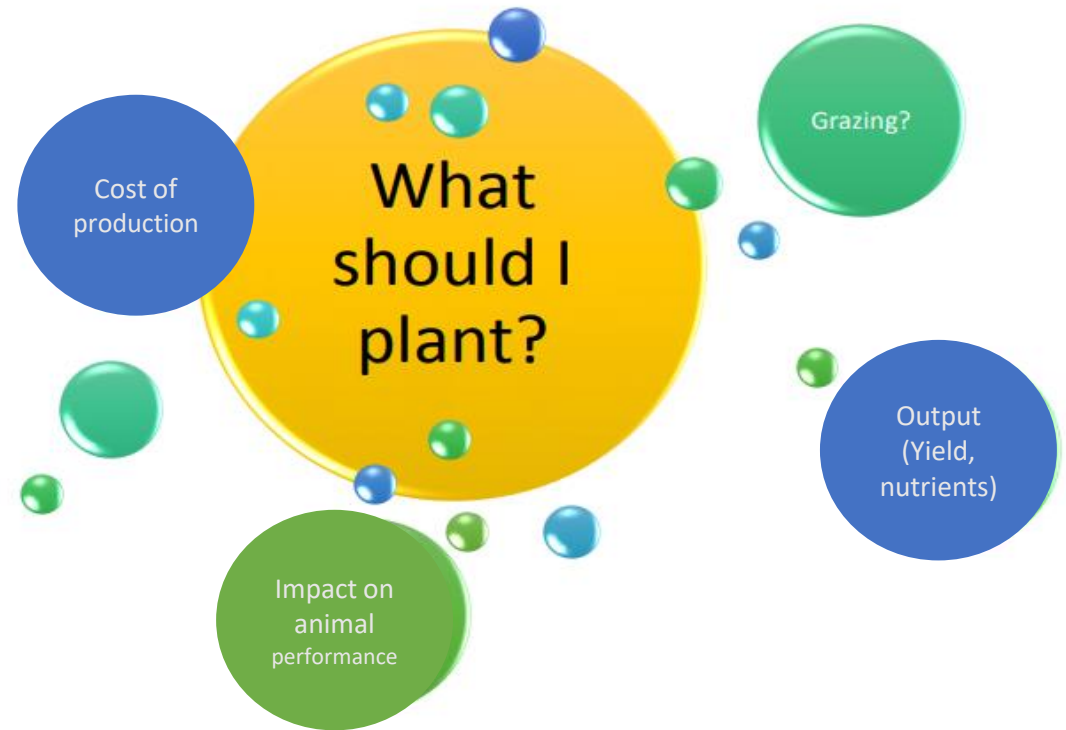 What
should I
plant?
Grazing?
Cost of
production
Output
(Yield,
nutrients)
Impact on
animal
performance